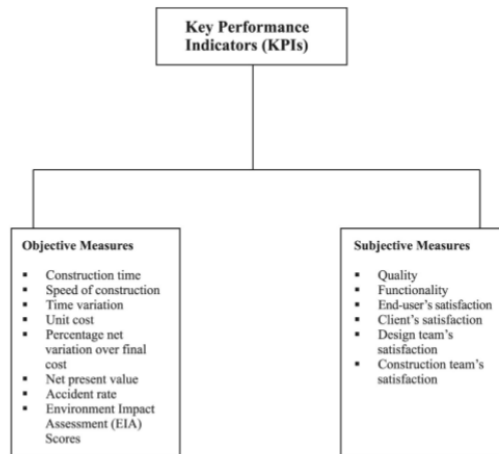 Key Performance
Indicators (KPIs)
Objective Measures
▪ Construction time
▪ Speed of construction
▪ Time variation
▪ Unit cost
▪ Percentage net
variation over final
cost
▪ Net present value
▪ Accident rate
▪ Environment Impact
Assessment (EIA)
Scores
Subjective Measures
▪ Quality
▪ Functionality
▪ End-user's satisfaction
▪ Client's satisfaction
▪ Design team's
satisfaction
▪ Construction team's
satisfaction